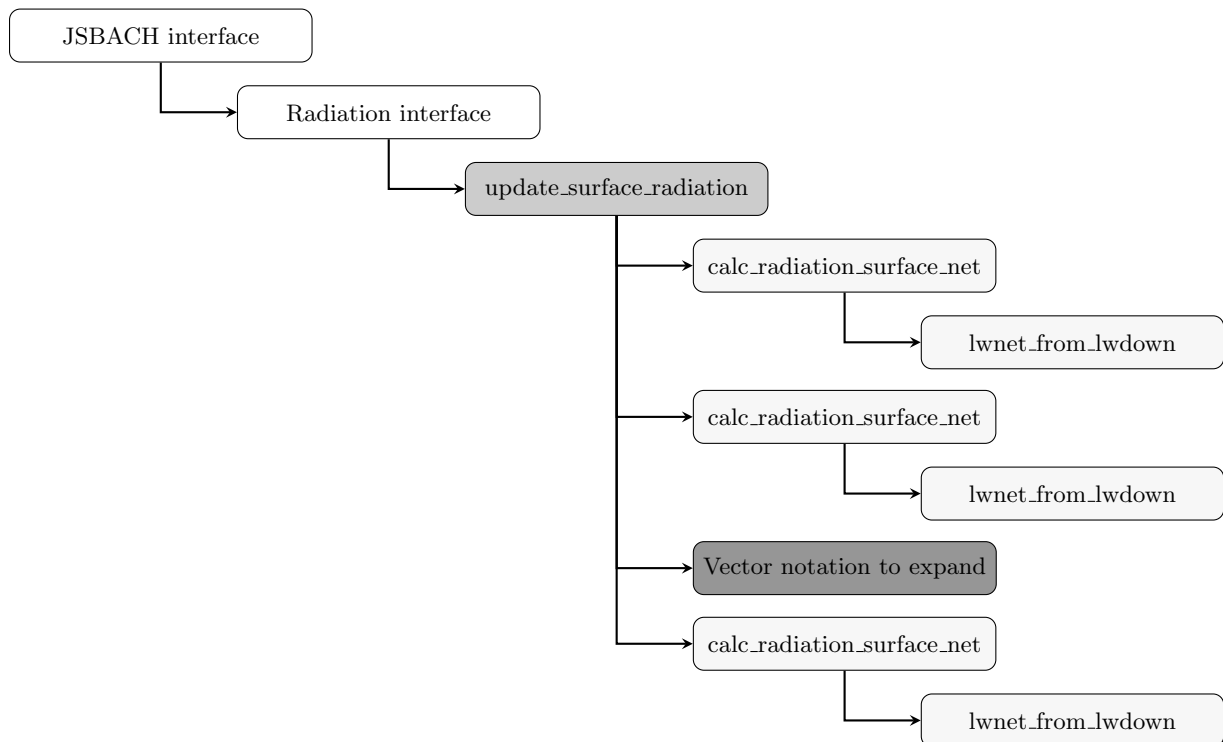 JSBACH interface
Radiation interface
update_surface_radiation
calc_radiation_surface_net
lwnet_from_lwdown
calc_radiation_surface_net
lwnet_from_lwdown
Vector notation to expand
calc_radiation_surface_net
lwnet_from_lwdown